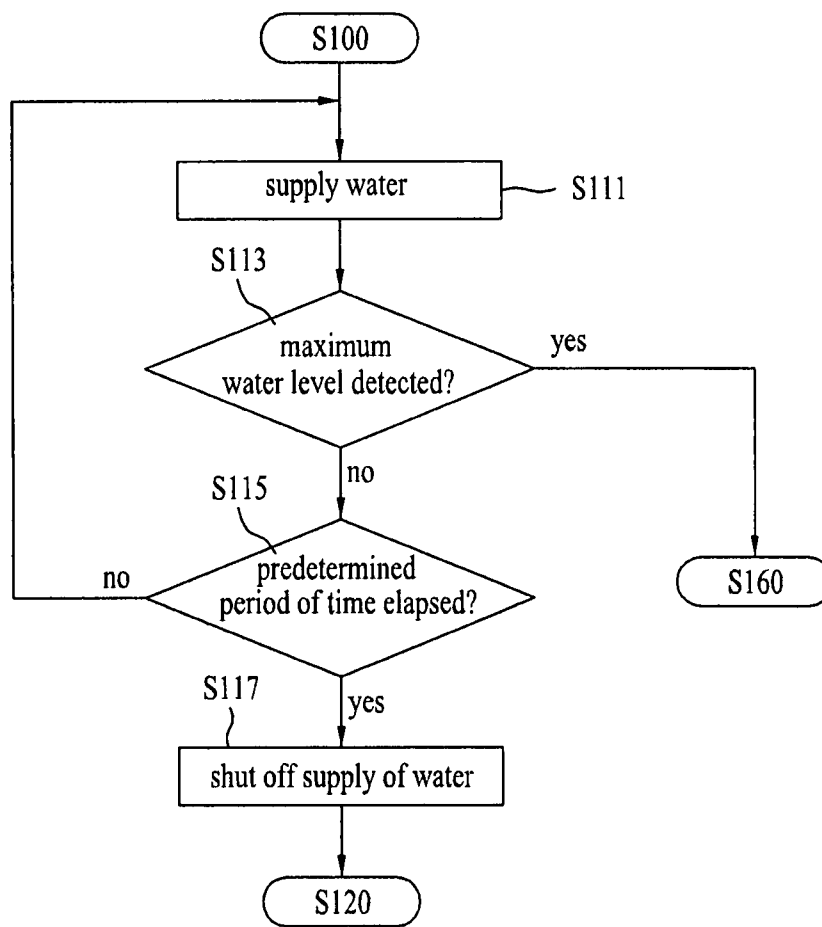 S100
supply water
S111
S113
maximum
water level detected?
yes
no
S115
predetermined
period of time elapsed?
no
S160
yes
S117
shut off supply of water
S120